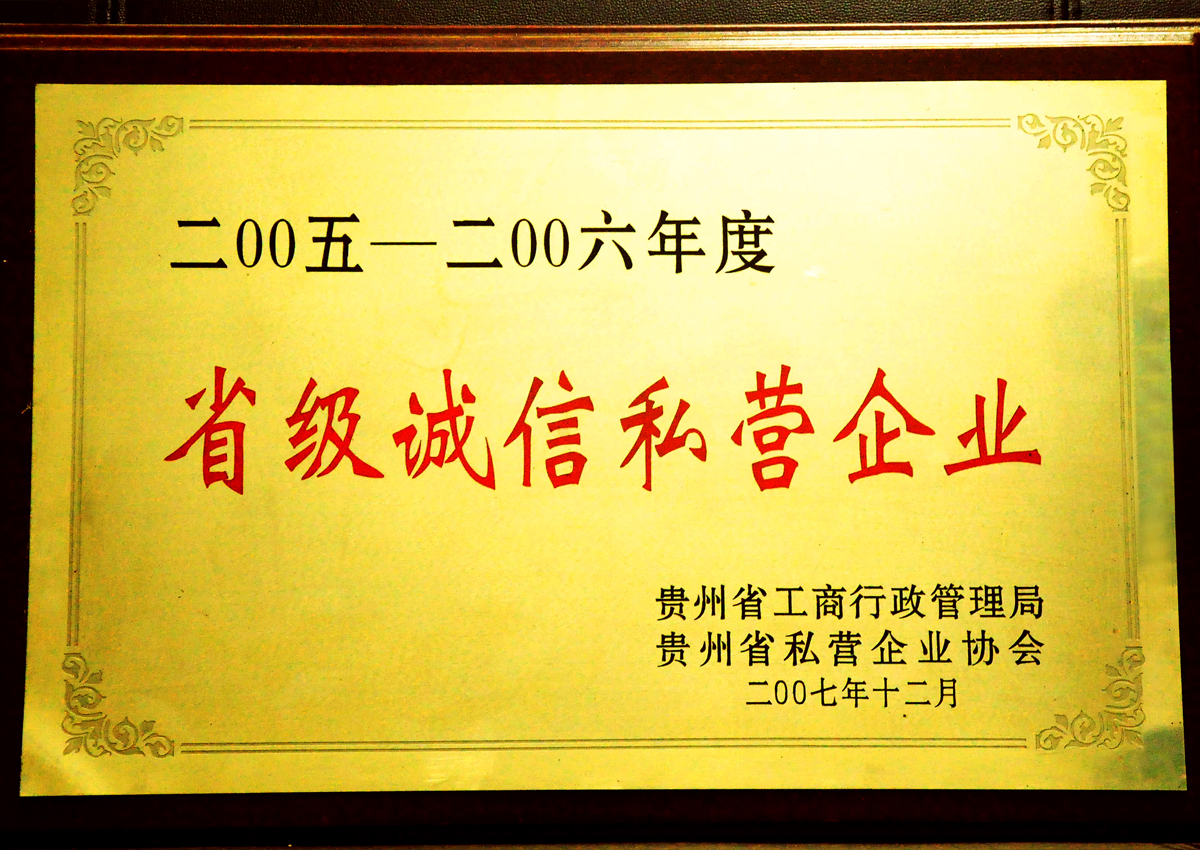 二00五—二00六年度
省级诚信私营企业
贵州省工商行政管理局
贵州省私营企业协会
二00七年十二月